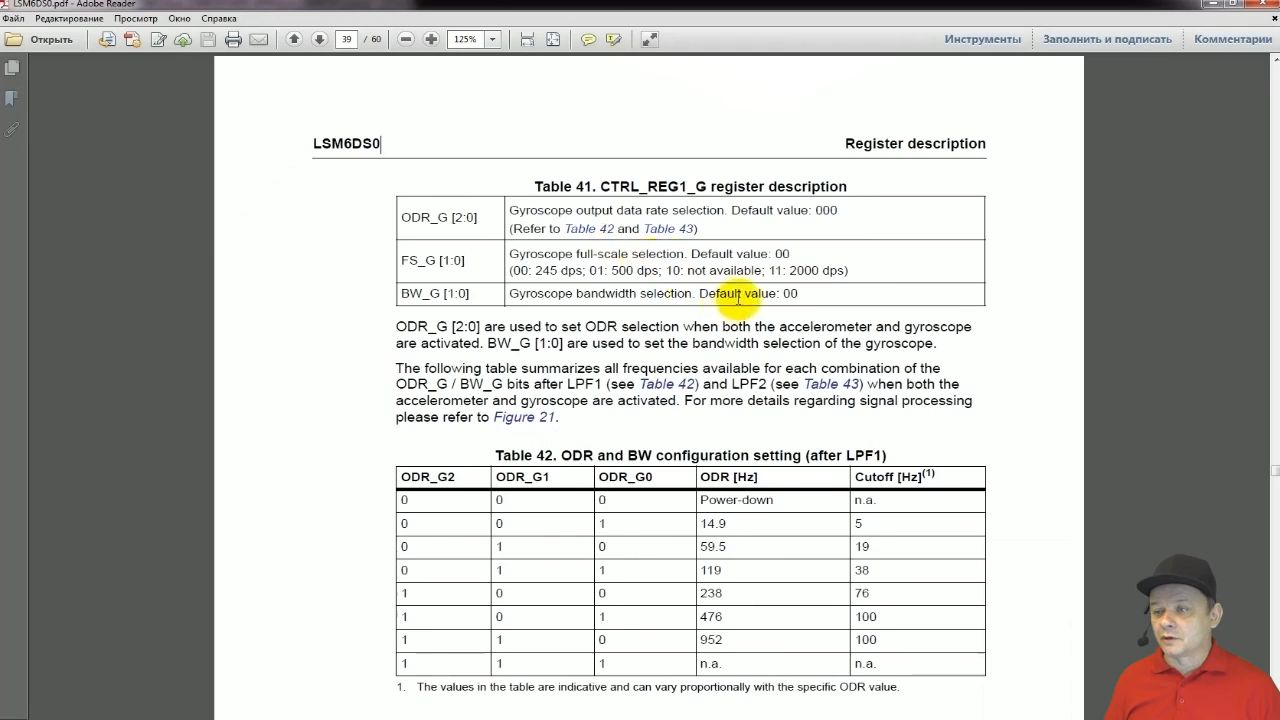 LSM6DS0.pdf - Adobe Reader
Файл Редактирование Просмотр Окно Справка
Открыть 39 / 60 125% Инструменты Заполнить и подписать Комментарии
LSM6DS0 Register description
Table 41. CTRL_REG1_G register description
ODR_G [2:0] Gyroscope output data rate selection. Default value: 000
(Refer to Table 42 and Table 43)
FS_G [1:0] Gyroscope full-scale selection. Default value: 00
(00: 245 dps; 01: 500 dps; 10: not available; 11: 2000 dps)
BW_G [1:0] Gyroscope bandwidth selection. Default value: 00
ODR_G [2:0] are used to set ODR selection when both the accelerometer and gyroscope
are activated. BW_G [1:0] are used to set the bandwidth selection of the gyroscope.
The following table summarizes all frequencies available for each combination of the
ODR_G / BW_G bits after LPF1 (see Table 42) and LPF2 (see Table 43) when both the
accelerometer and gyroscope are activated. For more details regarding signal processing
please refer to Figure 21.
Table 42. ODR and BW configuration setting (after LPF1)
ODR_G2 ODR_G1 ODR_G0 ODR [Hz] Cutoff [Hz](1)
0 0 0 Power-down n.a.
0 0 1 14.9 5
0 1 0 59.5 19
0 1 1 119 38
1 0 0 238 76
1 0 1 476 100
1 1 0 952 100
1 1 1 n.a. n.a.
1. The values in the table are indicative and can vary proportionally with the specific ODR value.